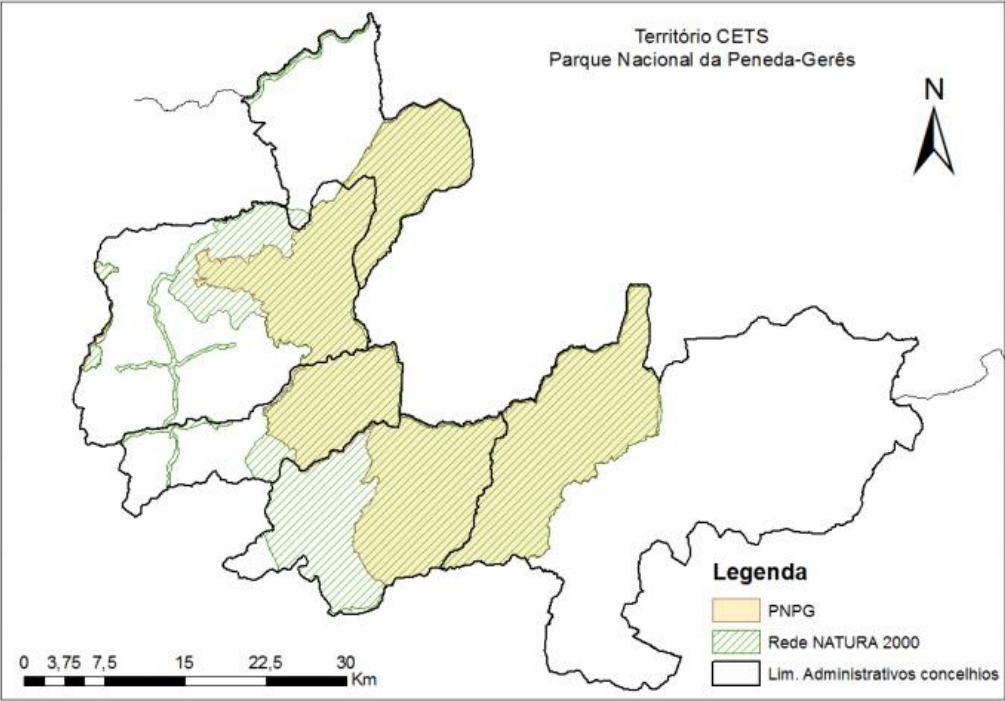 Território CETS
Parque Nacional da Peneda-Gerês
N
Legenda
PNPG
Rede NATURA 2000
Lim. Administrativos concelhios
0 3,75 7,5 15 22,5 30
Km